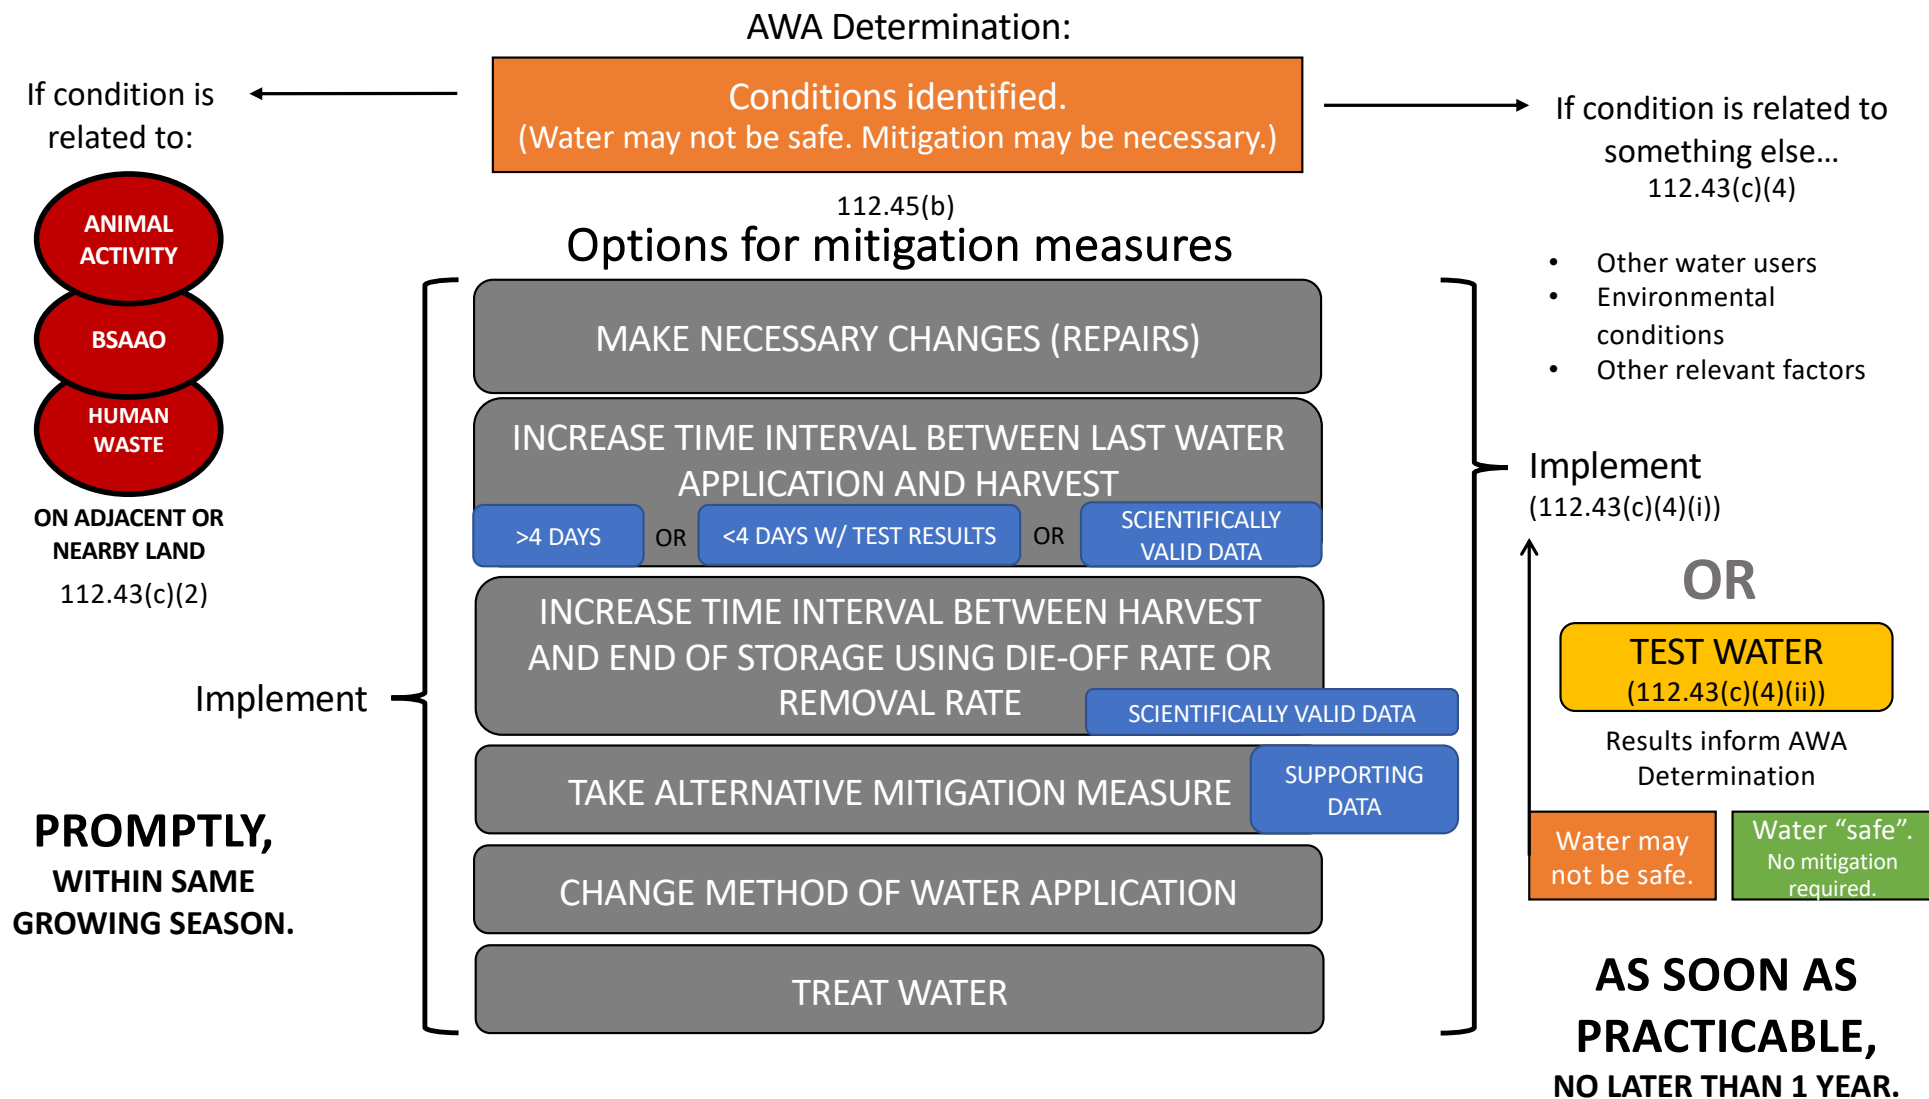 AWA Determination:
Conditions identified.
(Water may not be safe. Mitigation may be necessary.)
If condition is
related to:
ANIMAL
ACTIVITY
BSAAO
HUMAN
WASTE
ON ADJACENT OR
NEARBY LAND
112.43(c)(2)
Implement
PROMPTLY,
WITHIN SAME
GROWING SEASON.
112.45(b)
Options for mitigation measures
MAKE NECESSARY CHANGES (REPAIRS)
INCREASE TIME INTERVAL BETWEEN LAST WATER
APPLICATION AND HARVEST
>4 DAYS
OR
<4 DAYS W/ TEST RESULTS
OR
SCIENTIFICALLY
VALID DATA
INCREASE TIME INTERVAL BETWEEN HARVEST
AND END OF STORAGE USING DIE-OFF RATE OR
REMOVAL RATE
SCIENTIFICALLY VALID DATA
TAKE ALTERNATIVE MITIGATION MEASURE
SUPPORTING
DATA
CHANGE METHOD OF WATER APPLICATION
TREAT WATER
If condition is related to
something else…
112.43(c)(4)
• Other water users
• Environmental
conditions
• Other relevant factors
Implement
(112.43(c)(4)(i))
OR
TEST WATER
(112.43(c)(4)(ii))
Results inform AWA
Determination
Water may
not be safe.
Water “safe”.
No mitigation
required.
AS SOON AS
PRACTICABLE,
NO LATER THAN 1 YEAR.